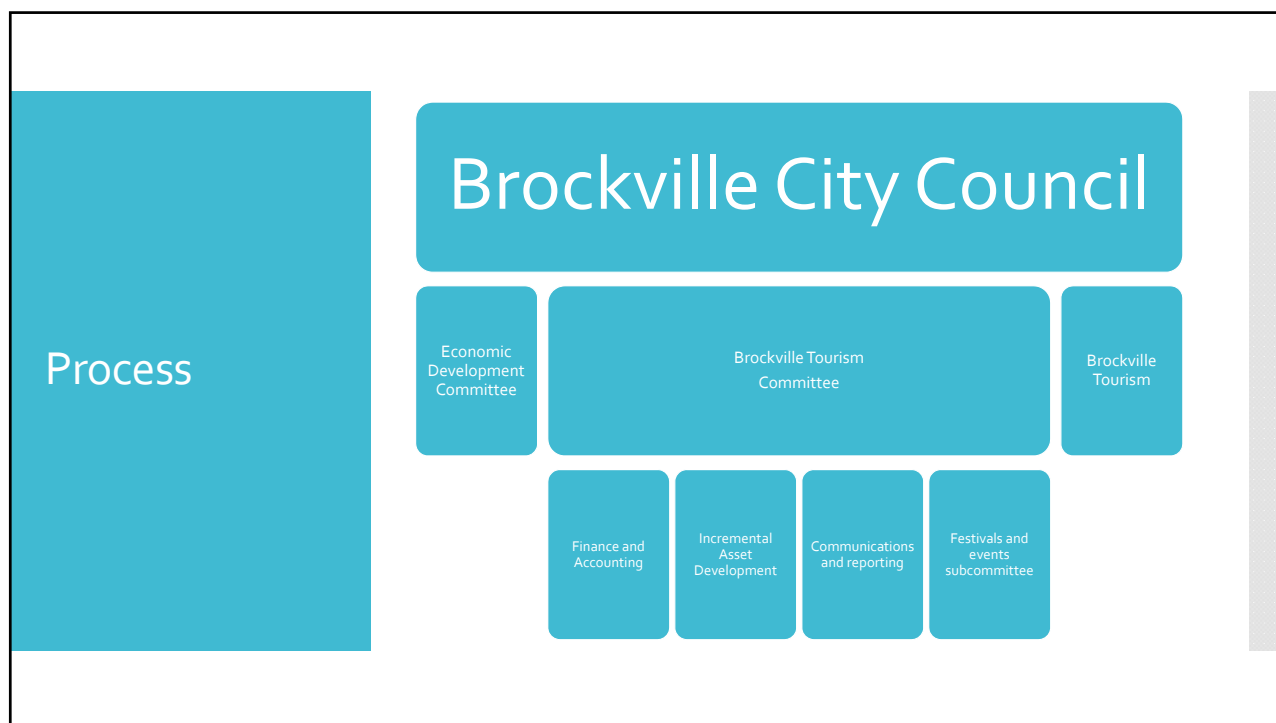 Process
Brockville City Council
Economic
Development
Committee
Brockville Tourism
Committee
Brockville
Tourism
Finance and
Accounting
Incremental
Asset
Development
Communications
and reporting
Festivals and
events
subcommittee